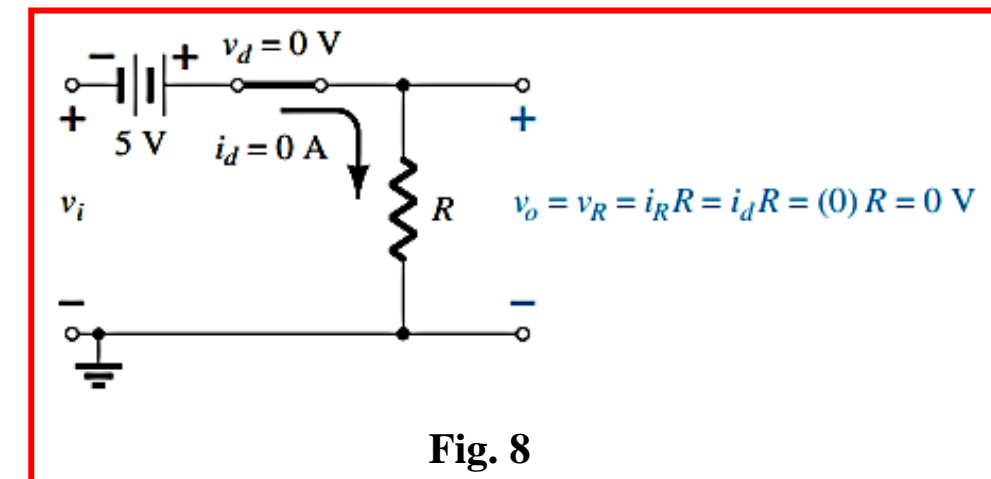 − + v_d = 0 V
+ 5 V i_d = 0 A +
v_i R v_o = v_R = i_R R = i_d R = (0) R = 0 V
− −
Fig. 8